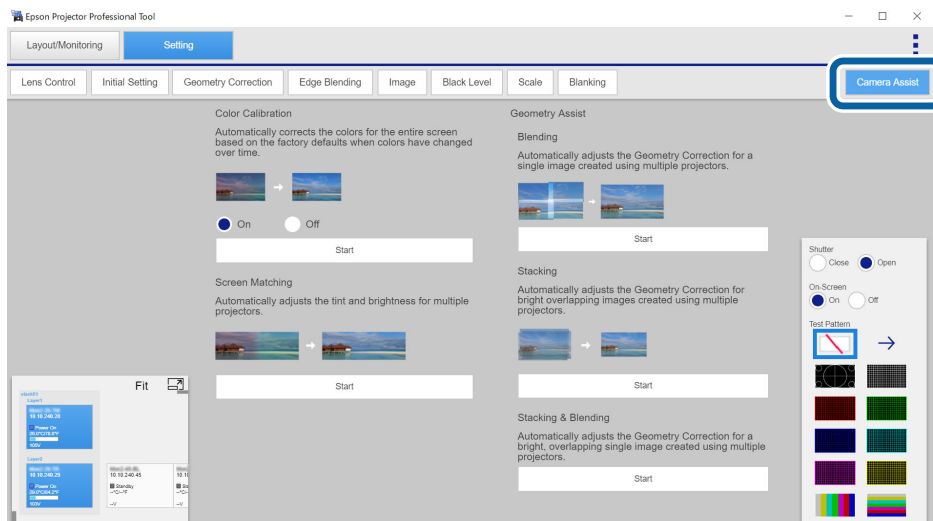 Epson Projector Professional Tool
Layout/Monitoring
Setting
Lens Control
Initial Setting
Geometry Correction
Edge Blending
Image
Black Level
Scale
Blanking
Camera Assist
Color Calibration
Automatically corrects the colors for the entire screen
based on the factory defaults when colors have changed
over time.
On
Off
Start
Screen Matching
Automatically adjusts the tint and brightness for multiple
projectors.
Start
Geometry Assist
Blending
Automatically adjusts the Geometry Correction for a
single image created using multiple projectors.
Start
Stacking
Automatically adjusts the Geometry Correction for
bright overlapping images created using multiple
projectors.
Start
Stacking & Blending
Automatically adjusts the Geometry Correction for a
bright, overlapping single image created using multiple
projectors.
Start
Shutter
Close
Open
On-Screen
On
Off
Test Pattern
Fit
Layer1
10.10.240.28
Power On
100V
Layer2
10.10.240.29
Power On
100V
10.10.240.45
Standby
--°C/--°F
--V
10.10
--°C/
--V